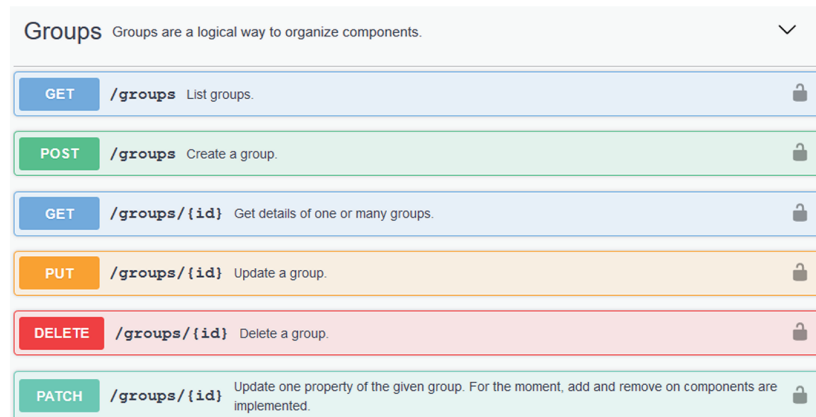 Groups Groups are a logical way to organize components.
GET /groups List groups.
POST /groups Create a group.
GET /groups/{id} Get details of one or many groups.
PUT /groups/{id} Update a group.
DELETE /groups/{id} Delete a group.
PATCH /groups/{id} Update one property of the given group. For the moment, add and remove on components are
implemented.